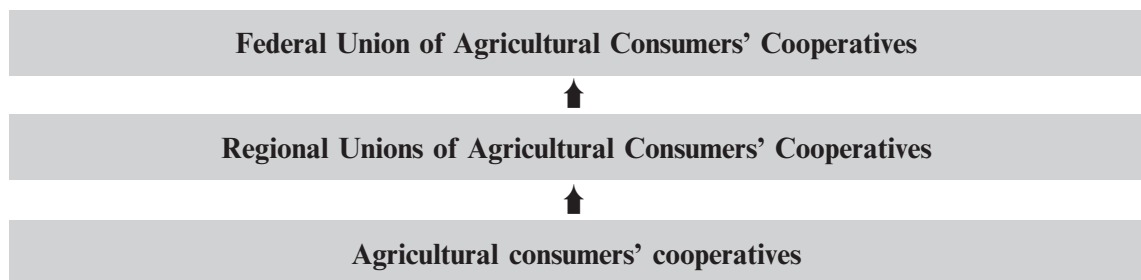 Federal Union of Agricultural Consumers’ Cooperatives
Regional Unions of Agricultural Consumers’ Cooperatives
Agricultural consumers’ cooperatives